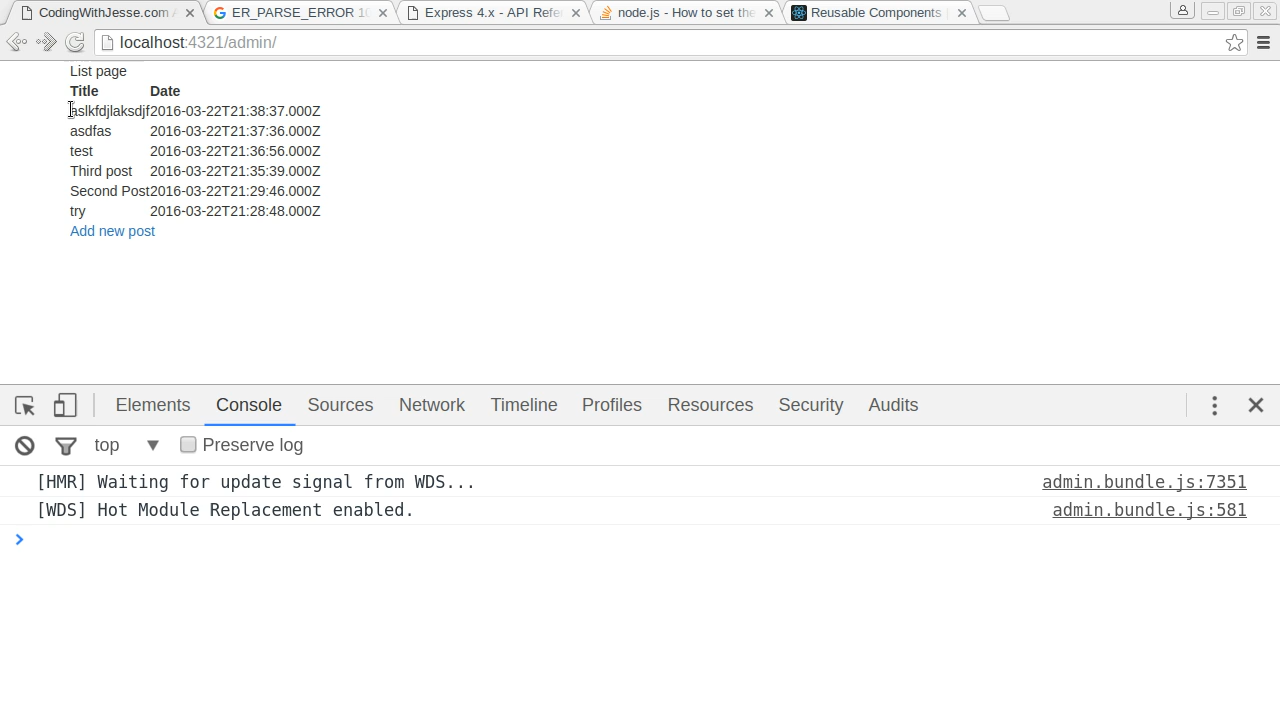 CodingWithJesse.com
ER_PARSE_ERROR
Express 4.x - API Refe
node.js - How to set the
Reusable Components
localhost:4321/admin/
List page
Title Date
aslkfdjlaksdjf 2016-03-22T21:38:37.000Z
asdfas 2016-03-22T21:37:36.000Z
test 2016-03-22T21:36:56.000Z
Third post 2016-03-22T21:35:39.000Z
Second Post 2016-03-22T21:29:46.000Z
try 2016-03-22T21:28:48.000Z
Add new post
Elements Console Sources Network Timeline Profiles Resources Security Audits
top Preserve log
[HMR] Waiting for update signal from WDS... admin.bundle.js:7351
[WDS] Hot Module Replacement enabled. admin.bundle.js:581